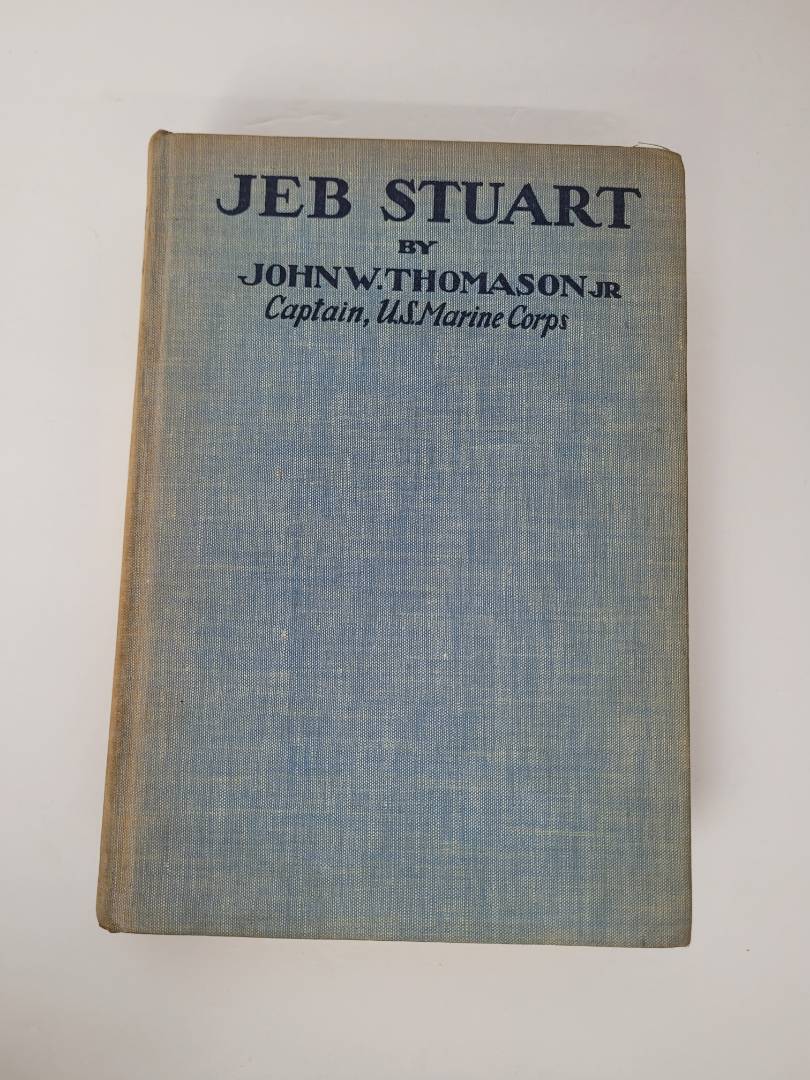 JEB STUART
BY
JOHN W. THOMASON JR
Captain, U.S. Marine Corps